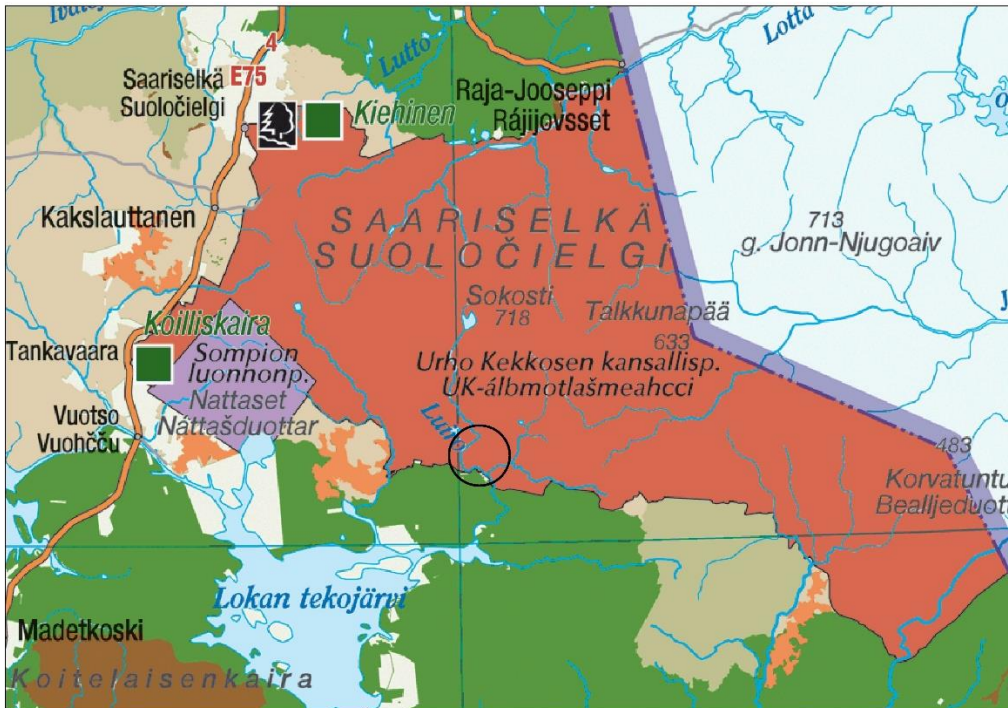 Lutto
Lotta
4
E75
Saariselkä
Suoločielgi
Kiehinen
Raja-Jooseppi
Rájijovsset
Kakslauttanen
SAARISELKÄ
SUOLOČIELGI
713
g. Jonn-Njugoaiv
Sokosti
718
Talkkunapää
633
Koilliskaira
Tankavaara
Sompion
luonnonp.
Nattaset
Náttašduottar
Urho Kekkosen kansallisp.
UK-álbmotlašmeahcci
Vuotso
Vuohčču
Luiro
483
Korvatuntu
Bealljeduott
Lokan tekojärvi
Madetkoski
Koitelaisenkaira